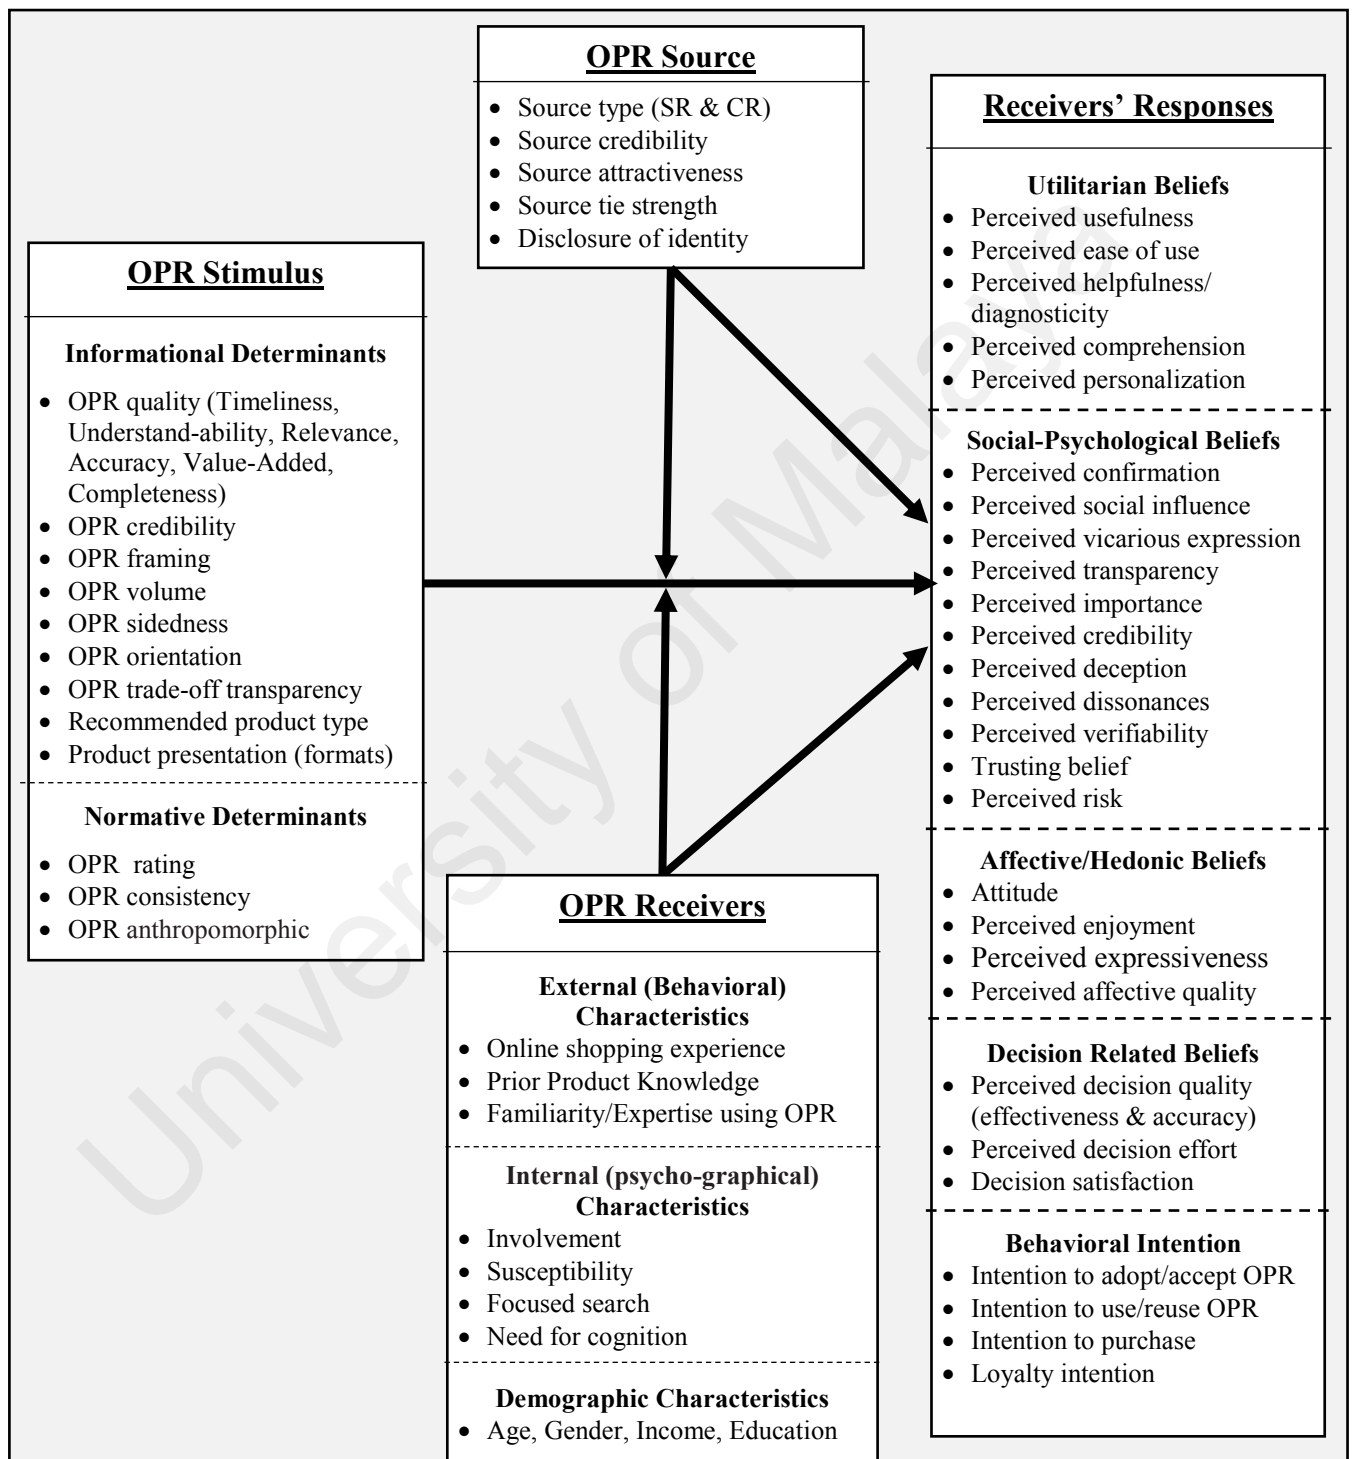 OPR Source
• Source type (SR & CR)
• Source credibility
• Source attractiveness
• Source tie strength
• Disclosure of identity
OPR Stimulus
Informational Determinants
• OPR quality (Timeliness,
Understand-ability, Relevance,
Accuracy, Value-Added,
Completeness)
• OPR credibility
• OPR framing
• OPR volume
• OPR sidedness
• OPR orientation
• OPR trade-off transparency
• Recommended product type
• Product presentation (formats)
Normative Determinants
• OPR rating
• OPR consistency
• OPR anthropomorphic
OPR Receivers
External (Behavioral)
Characteristics
• Online shopping experience
• Prior Product Knowledge
• Familiarity/Expertise using OPR
Internal (psycho-graphical)
Characteristics
• Involvement
• Susceptibility
• Focused search
• Need for cognition
Demographic Characteristics
• Age, Gender, Income, Education
Receivers’ Responses
Utilitarian Beliefs
• Perceived usefulness
• Perceived ease of use
• Perceived helpfulness/
diagnosticity
• Perceived comprehension
• Perceived personalization
Social-Psychological Beliefs
• Perceived confirmation
• Perceived social influence
• Perceived vicarious expression
• Perceived transparency
• Perceived importance
• Perceived credibility
• Perceived deception
• Perceived dissonances
• Perceived verifiability
• Trusting belief
• Perceived risk
Affective/Hedonic Beliefs
• Attitude
• Perceived enjoyment
• Perceived expressiveness
• Perceived affective quality
Decision Related Beliefs
• Perceived decision quality
(effectiveness & accuracy)
• Perceived decision effort
• Decision satisfaction
Behavioral Intention
• Intention to adopt/accept OPR
• Intention to use/reuse OPR
• Intention to purchase
• Loyalty intention
University of Malaya